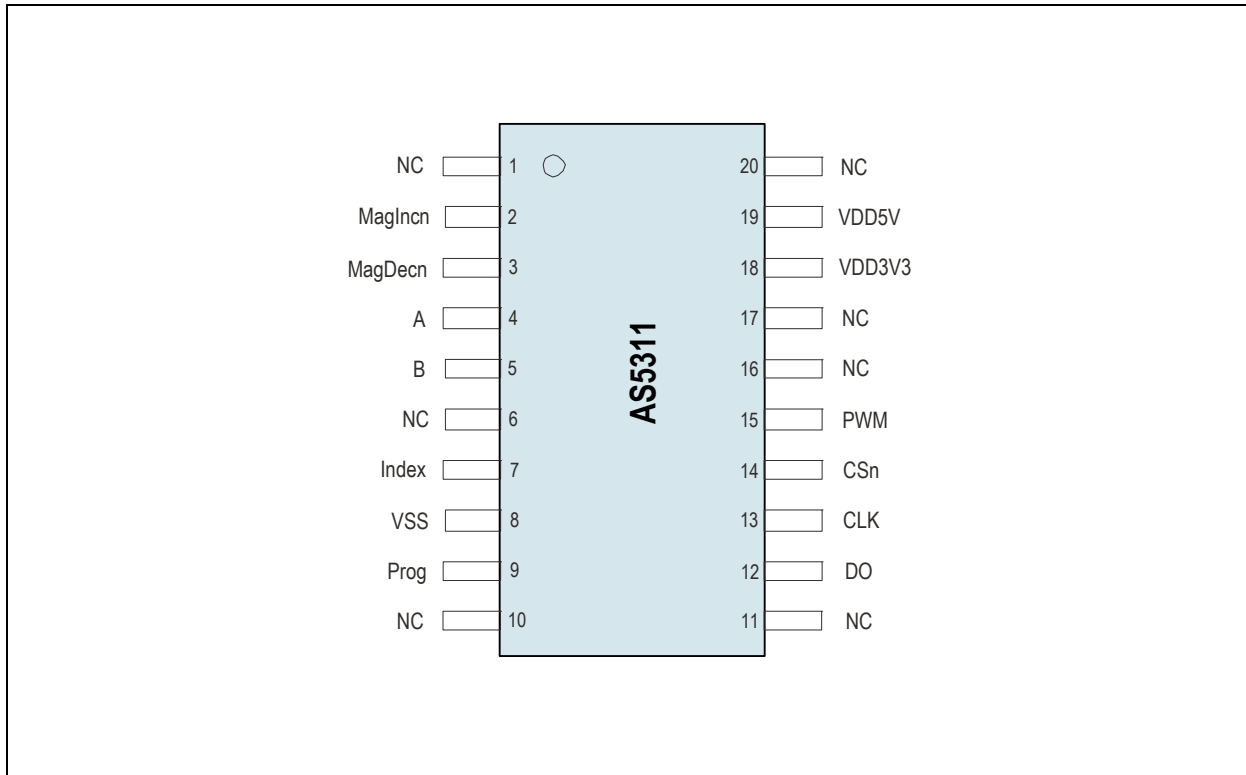 NC 1 20 NC
MagIncn 2 19 VDD5V
MagDecn 3 18 VDD3V3
A 4 17 NC
B 5 16 NC
NC 6 15 PWM
Index 7 14 CSn
VSS 8 13 CLK
Prog 9 12 DO
NC 10 11 NC
AS5311